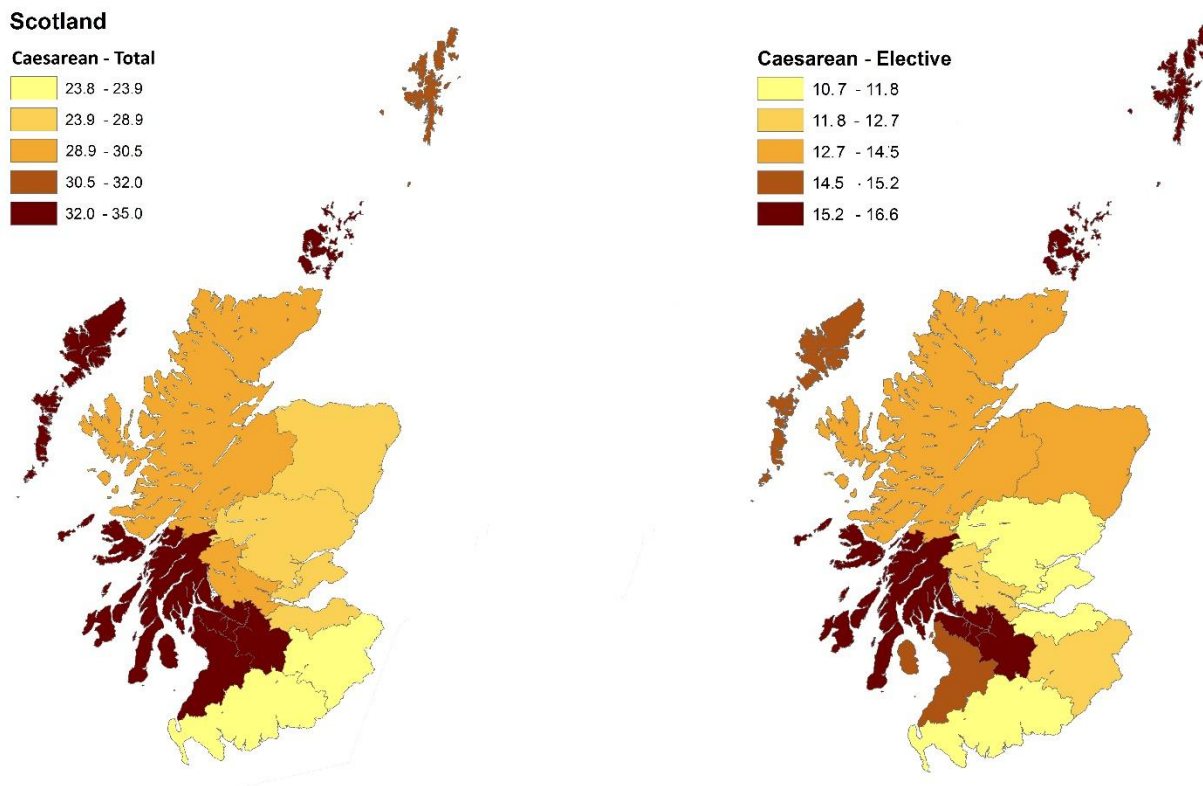 Scotland
Caesarean - Total
23.8 - 23.9
23.9 - 28.9
28.9 - 30.5
30.5 - 32.0
32.0 - 35.0
Caesarean - Elective
10.7 - 11.8
11.8 - 12.7
12.7 - 14.5
14.5 - 15.2
15.2 - 16.6